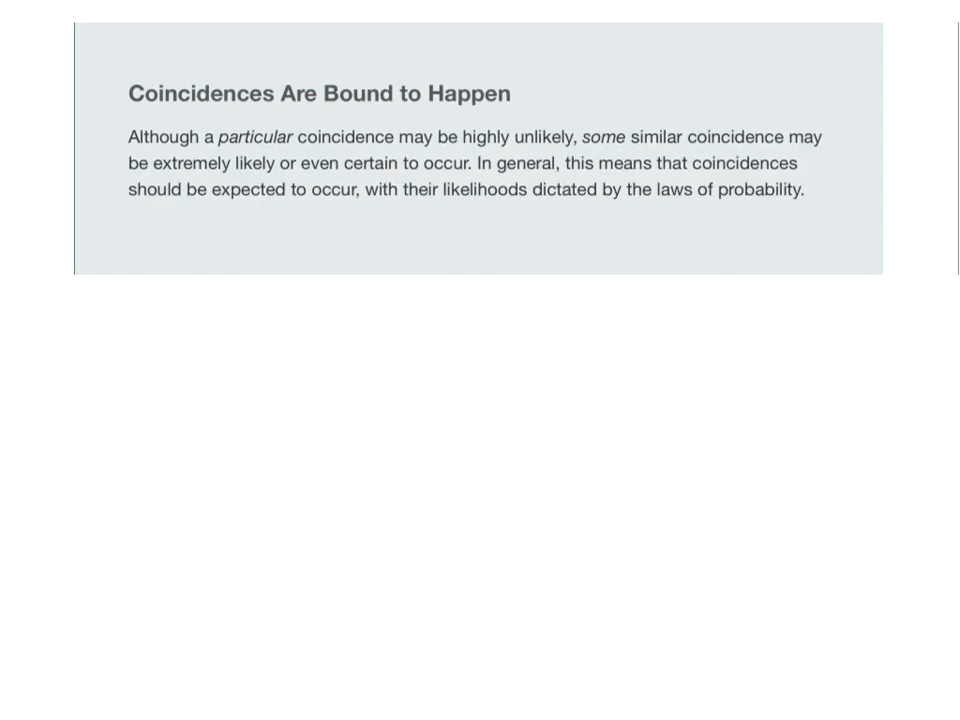 Coincidences Are Bound to Happen
Although a particular coincidence may be highly unlikely, some similar coincidence may
be extremely likely or even certain to occur. In general, this means that coincidences
should be expected to occur, with their likelihoods dictated by the laws of probability.